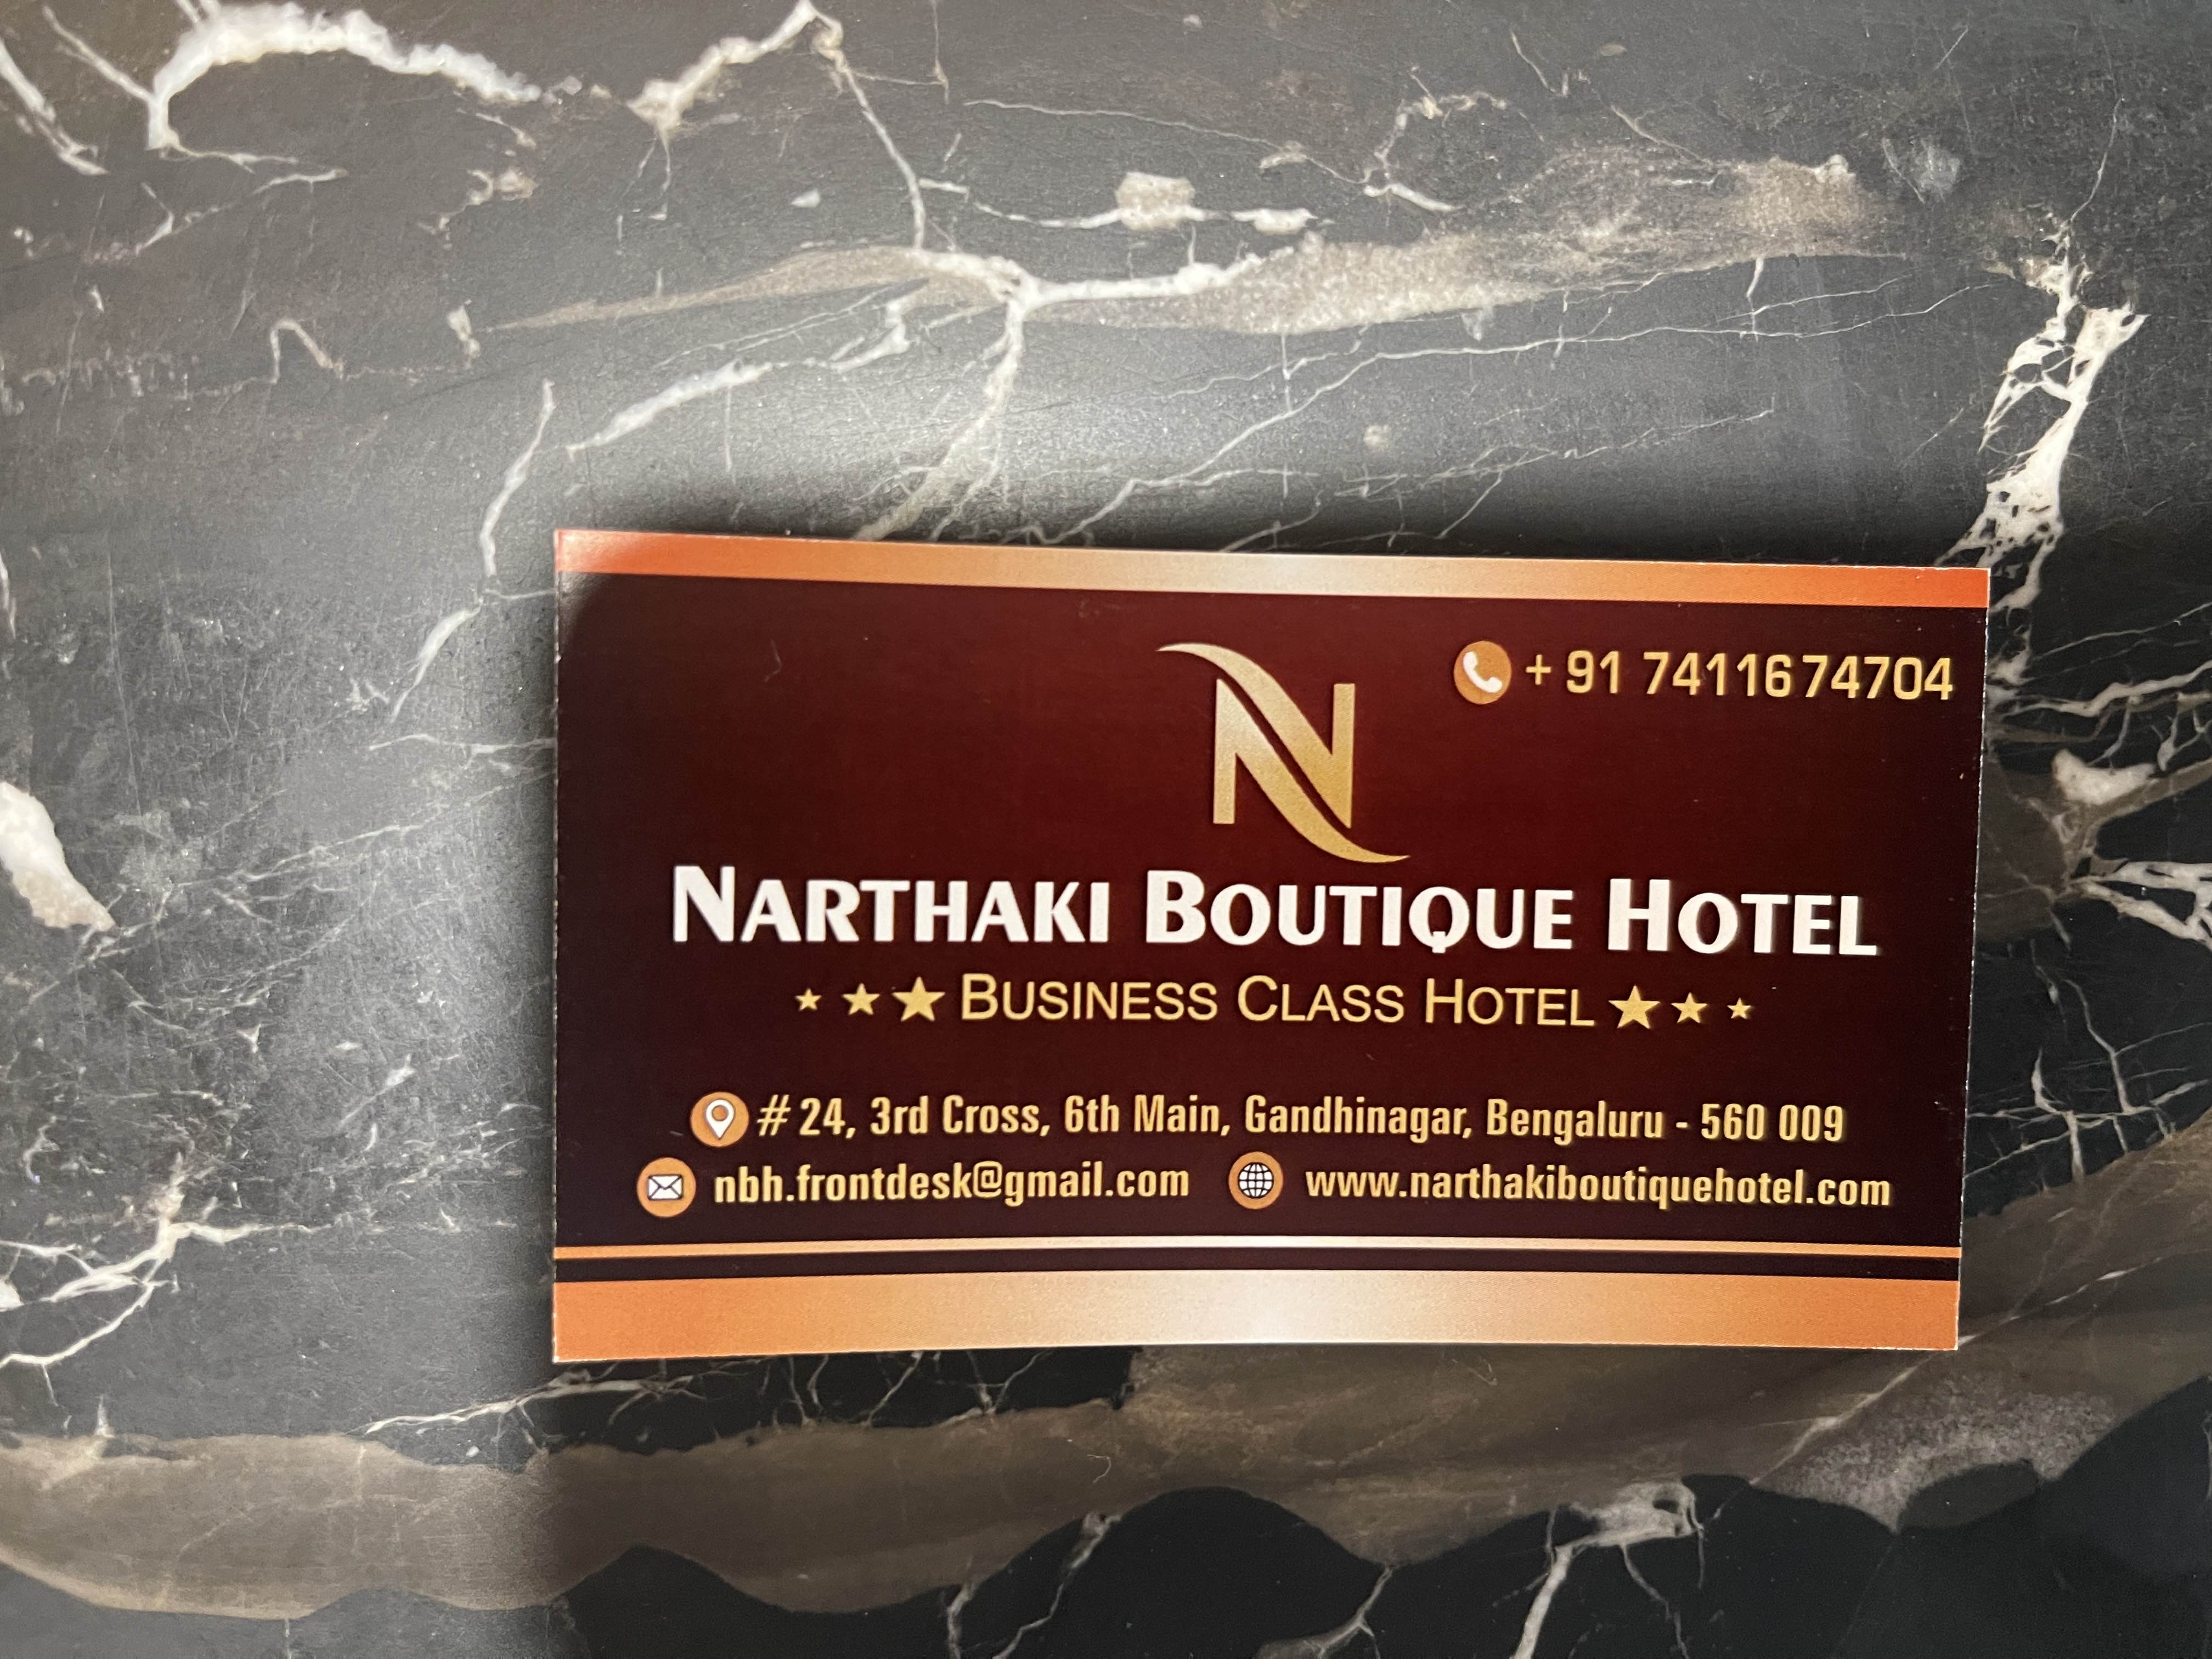 + 91 7411674704
N
NARTHAKI BOUTIQUE HOTEL
BUSINESS CLASS HOTEL
# 24, 3rd Cross, 6th Main, Gandhinagar, Bengaluru - 560 009
nbh.frontdesk@gmail.com www.narthakiboutiquehotel.com